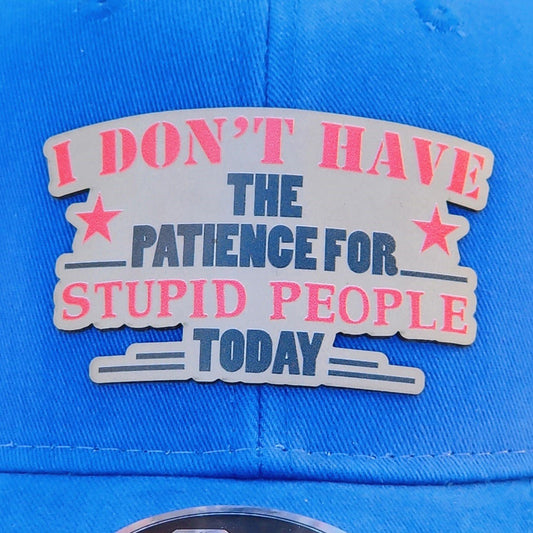 I DON'T HAVE
THE
PATIENCE FOR
STUPID PEOPLE
TODAY